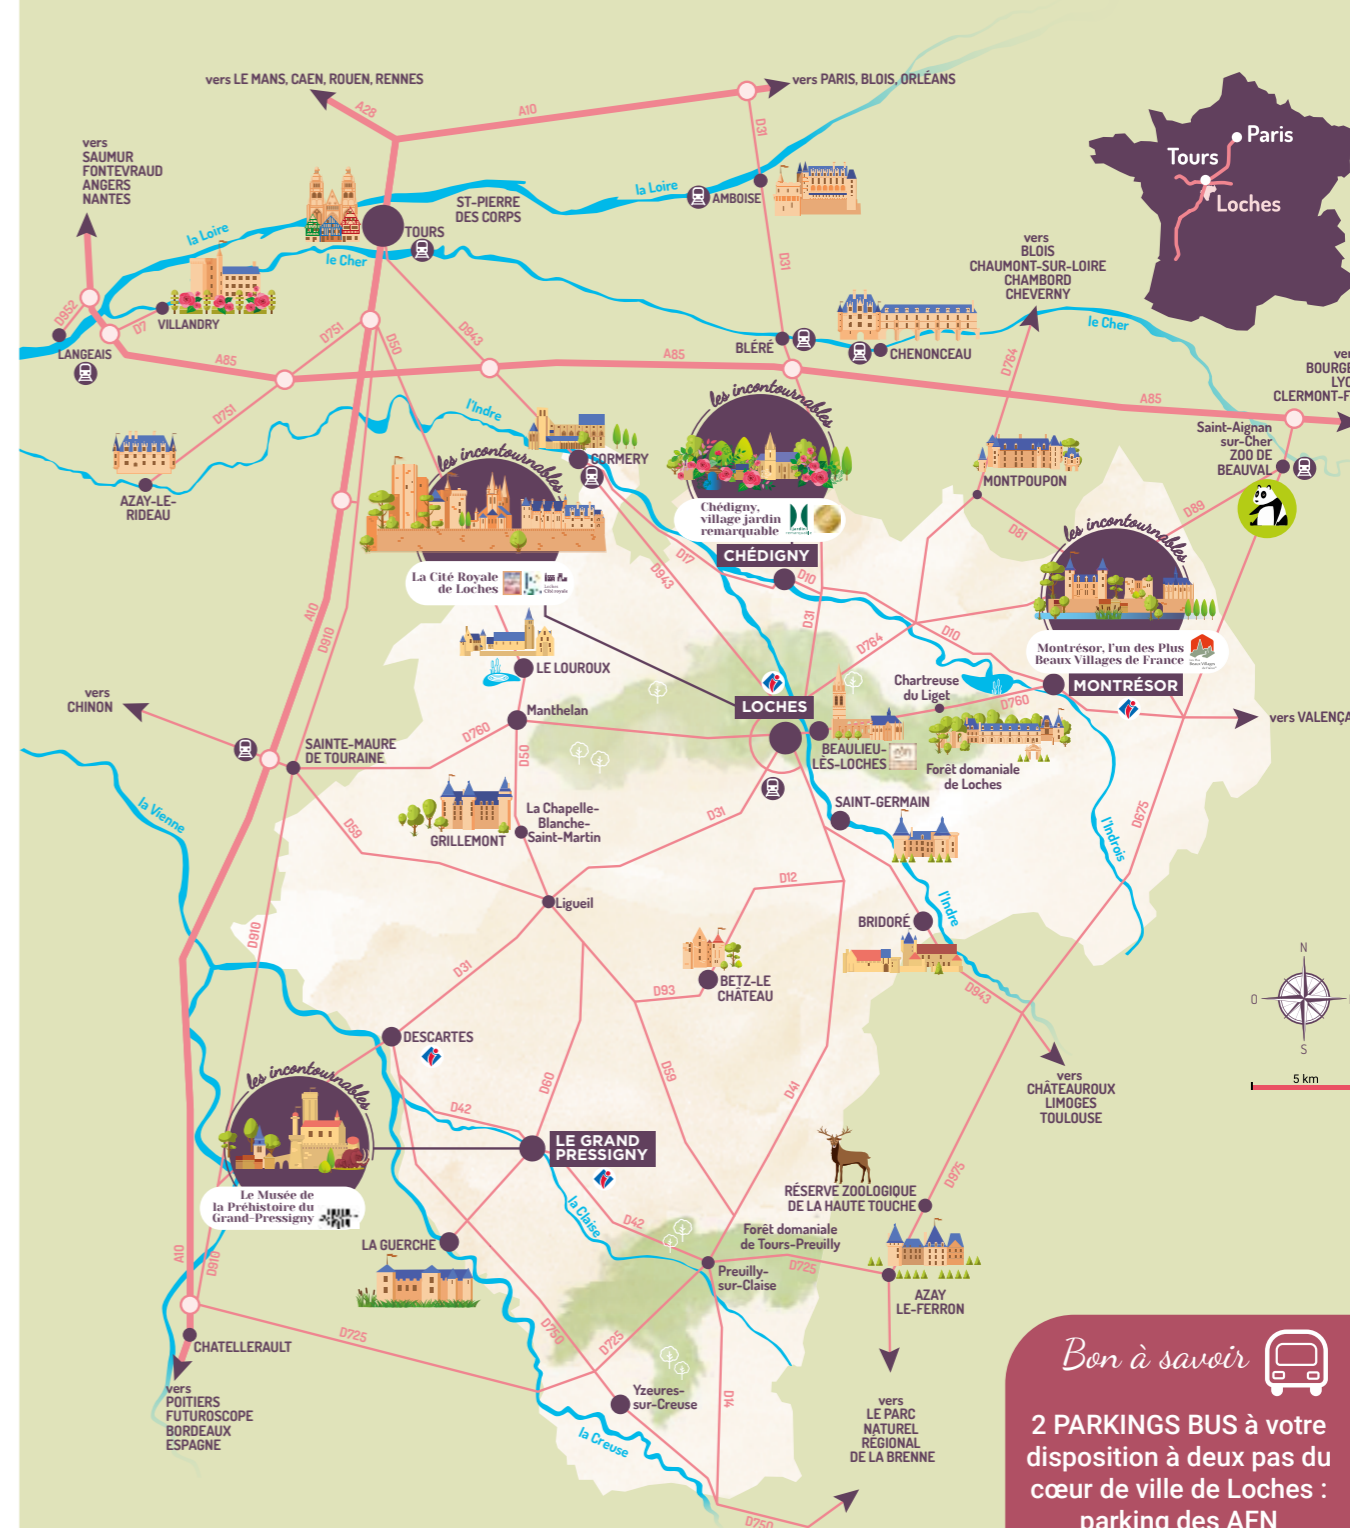 vers LE MANS, CAEN, ROUEN, RENNES
vers PARIS, BLOIS, ORLÉANS
A28
A10
D31
vers
SAUMUR
FONTEVRAUD
ANGERS
NANTES
Paris
Tours
Loches
la Loire
AMBOISE
ST-PIERRE
DES CORPS
TOURS
la Loire
le Cher
D31
vers
BLOIS
CHAUMONT-SUR-LOIRE
CHAMBORD
CHEVERNY
D952
D7
VILLANDRY
D751
D50
D943
LANGEAIS
A85
A85
BLÉRÉ
CHENONCEAU
D764
le Cher
BOURGE
CLERMONT-F
A85
D751
l'Indre
CORMERY
les incontournables
les incontournables
Saint-Aignan
sur-Cher
ZOO DE
BEAUVAL
AZAY-LE-
RIDEAU
MONTPOUPON
D89
D81
les incontournables
Chédigny,
village jardin
remarquable
CHÉDIGNY
La Cité Royale
de Loches
D943
D17
D10
D31
A10
D910
D764
D10
Montrésor, l'un des Plus
Beaux Villages de France
LE LOUROUX
Chartreuse
du Liget
MONTRÉSOR
vers
CHINON
Manthelan
LOCHES
D760
vers VALENÇA
D760
D50
SAINTE-MAURE
DE TOURAINE
BEAULIEU-
LÈS-LOCHES
Forêt domaniale
de Loches
la Vienne
D59
GRILLEMONT
La Chapelle-
Blanche-
Saint-Martin
D31
SAINT-GERMAIN
D675
l'Indrois
D12
Ligueil
l'Indre
BRIDORÉ
D910
D31
BETZ-LE
CHÂTEAU
D93
D943
N
O
S
5 km
DESCARTES
les incontournables
D60
D59
D41
vers
CHÂTEAUROUX
LIMOGES
TOULOUSE
D42
LE GRAND
PRESSIGNY
Le Musée de
la Préhistoire du
Grand-Pressigny
la Claise
D42
RÉSERVE ZOOLOGIQUE
DE LA HAUTE TOUCHE
D975
LA GUERCHE
Forêt domaniale
de Tours-Preuilly
D725
Preuilly-
sur-Claise
AZAY
LE-FERRON
A10
D910
CHATELLERAULT
D725
D750
D725
vers
POITIERS
FUTUROSCOPE
BORDEAUX
ESPAGNE
Yzeures-
sur-Creuse
D14
la Creuse
vers
LE PARC
NATUREL
RÉGIONAL
DE LA BRENNE
D750
Bon à savoir
2 PARKINGS BUS à votre
disposition à deux pas du
cœur de ville de Loches :
parking des AFN